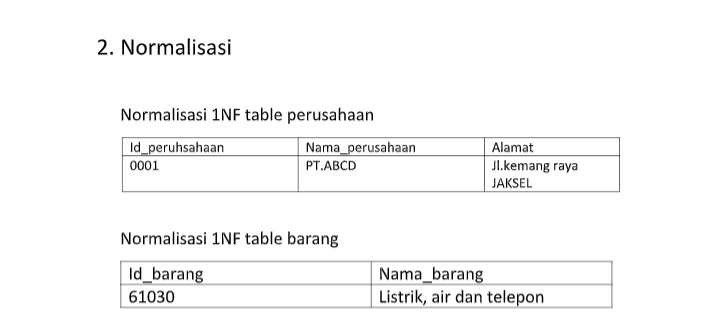 2. Normalisasi
Normalisasi 1NF table perusahaan
Id_peruhsahaan Nama_perusahaan Alamat
0001 PT.ABCD Jl.kemang raya
JAKSEL
Normalisasi 1NF table barang
Id_barang Nama_barang
61030 Listrik, air dan telepon